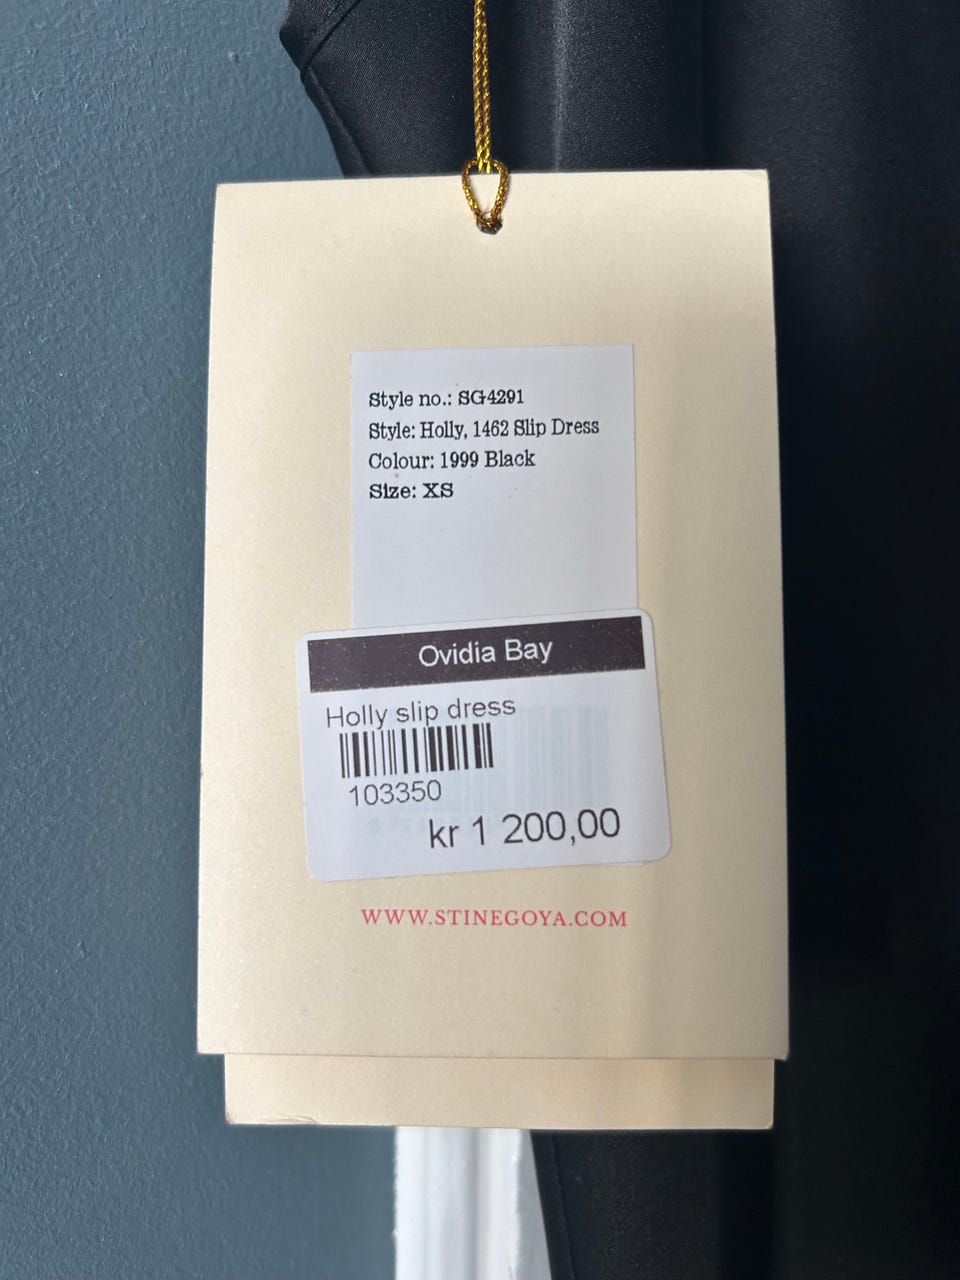 Style no.: SG4291
Style: Holly, 1462 Slip Dress
Colour: 1999 Black
Size: XS
Ovidia Bay
Holly slip dress
103350
kr 1 200,00
WWW.STINEGOYA.COM